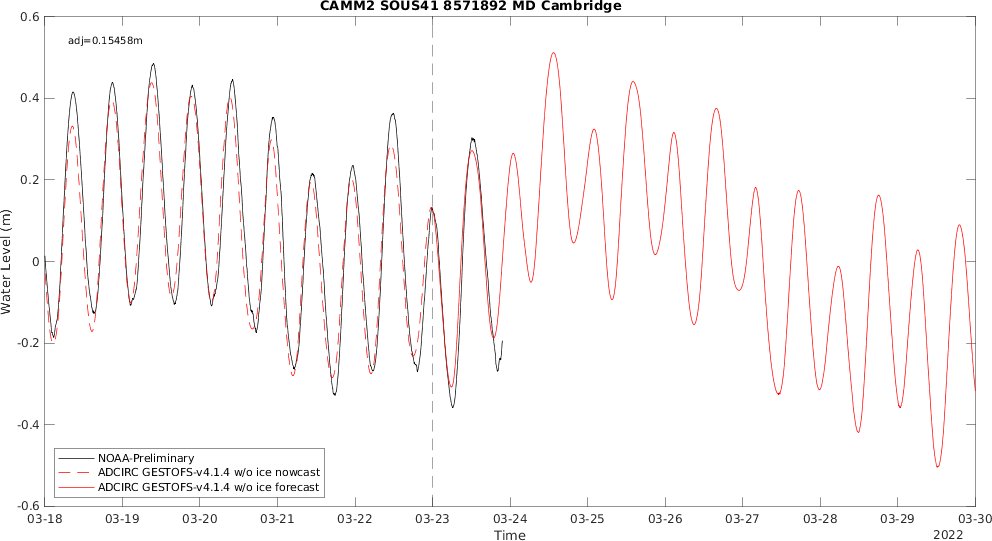 CAMM2 SOUS41 8571892 MD Cambridge
adj=0.15458m
0.6
0.4
0.2
0
-0.2
-0.4
-0.6
Water Level (m)
NOAA-Preliminary
ADCIRC GESTOFS-v4.1.4 w/o ice nowcast
ADCIRC GESTOFS-v4.1.4 w/o ice forecast
03-18 03-19 03-20 03-21 03-22 03-23 03-24 03-25 03-26 03-27 03-28 03-29 03-30
Time
2022